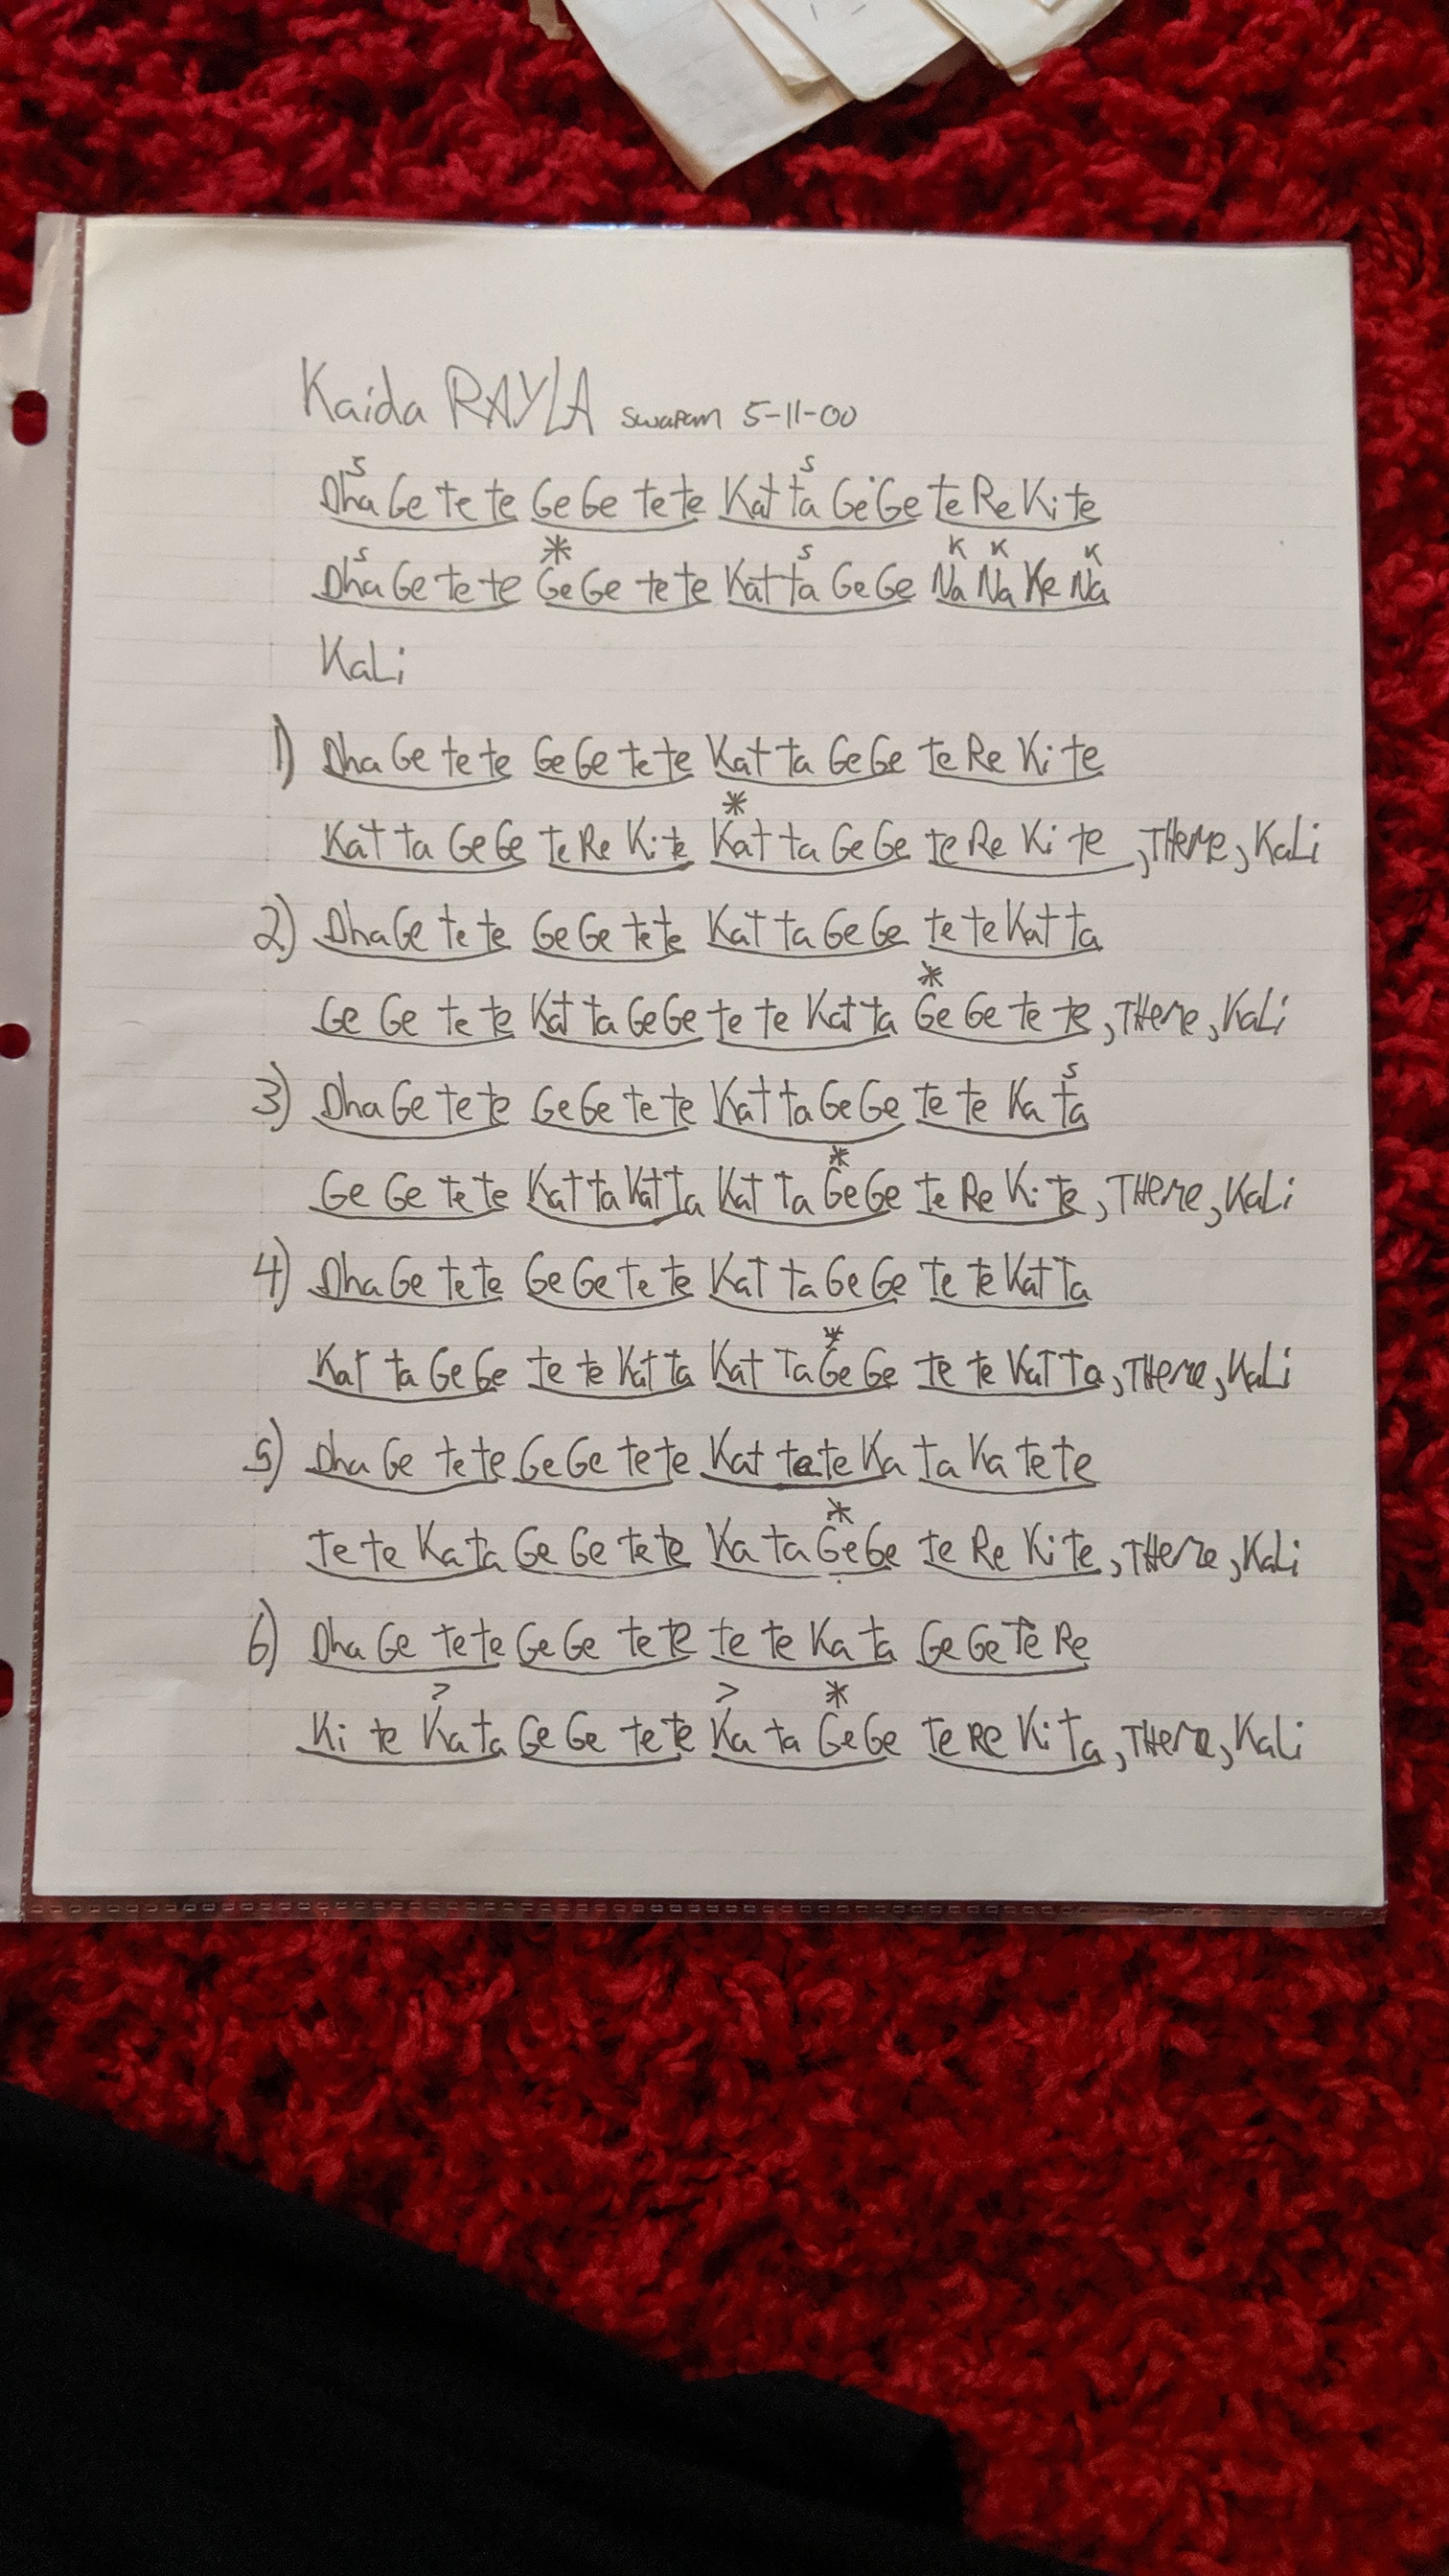 Kaida RAYLA Swapan 5-11-00
S S
Dha Ge te te Ge Ge te te Kat ta Ge Ge te Re Ki te
S * S K K K
Dha Ge te te Ge Ge te te Kat ta Ge Ge Na Na Ke Na
KaLi
1) Dha Ge te te Ge Ge te te Kat ta Ge Ge te Re Ki te
*
Kat ta Ge Ge te Re Ki te Kat ta Ge Ge te Re Ki te, THeme, KaLi
2) Dha Ge te te Ge Ge te te Kat ta Ge Ge te te Kat ta
*
Ge Ge te te Kat ta Ge Ge te te Kat ta Ge Ge te te, THeme, KaLi
3) Dha Ge te te Ge Ge te te Kat ta Ge Ge te te Ka ta
S
*
Ge Ge te te Kat ta Kat ta Kat ta Ge Ge te Re Ki te, THeme, KaLi
4) Dha Ge te te Ge Ge te te Kat ta Ge Ge te te Kat ta
*
Kat ta Ge Ge te te Kat ta Kat ta Ge Ge te te Kat ta, THeme, KaLi
5) Dha Ge te te Ge Ge te te Kat te te Ka ta Ka te te
*
te te Ka ta Ge Ge te te Ka ta Ge Ge te Re Ki te, THeme, KaLi
6) Dha Ge te te Ge Ge te te te te Ka ta Ge Ge te Re
> > *
Ki te Ka ta Ge Ge te te Ka ta Ge Ge te Re Ki ta, THeme, KaLi